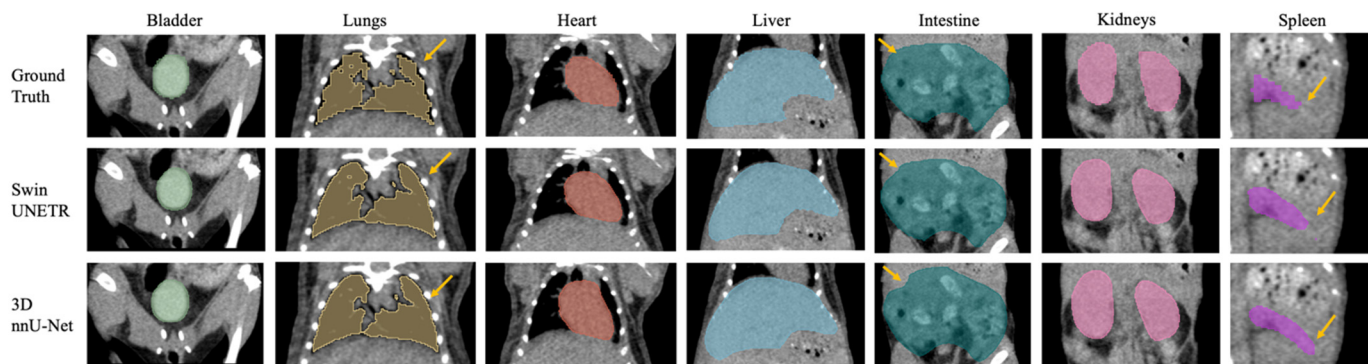 Bladder Lungs Heart Liver Intestine Kidneys Spleen
Ground
Truth
Swin
UNETR
3D
nnU-Net